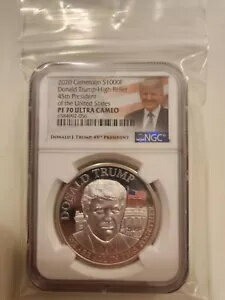 2020 Cameroon S1000F
Donald Trump-High Relief
45th President
of the United States
PF 70 ULTRA CAMEO
DONALD J. TRUMP-45TH PRESIDENT
NGC
DONALD TRUMP